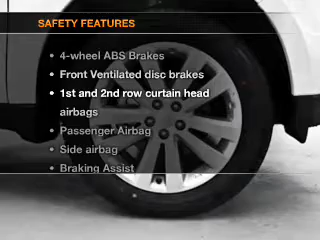 SAFETY FEATURES
• 4-wheel ABS Brakes
• Front Ventilated disc brakes
• 1st and 2nd row curtain head
airbags
• Passenger Airbag
• Side airbag
• Braking Assist